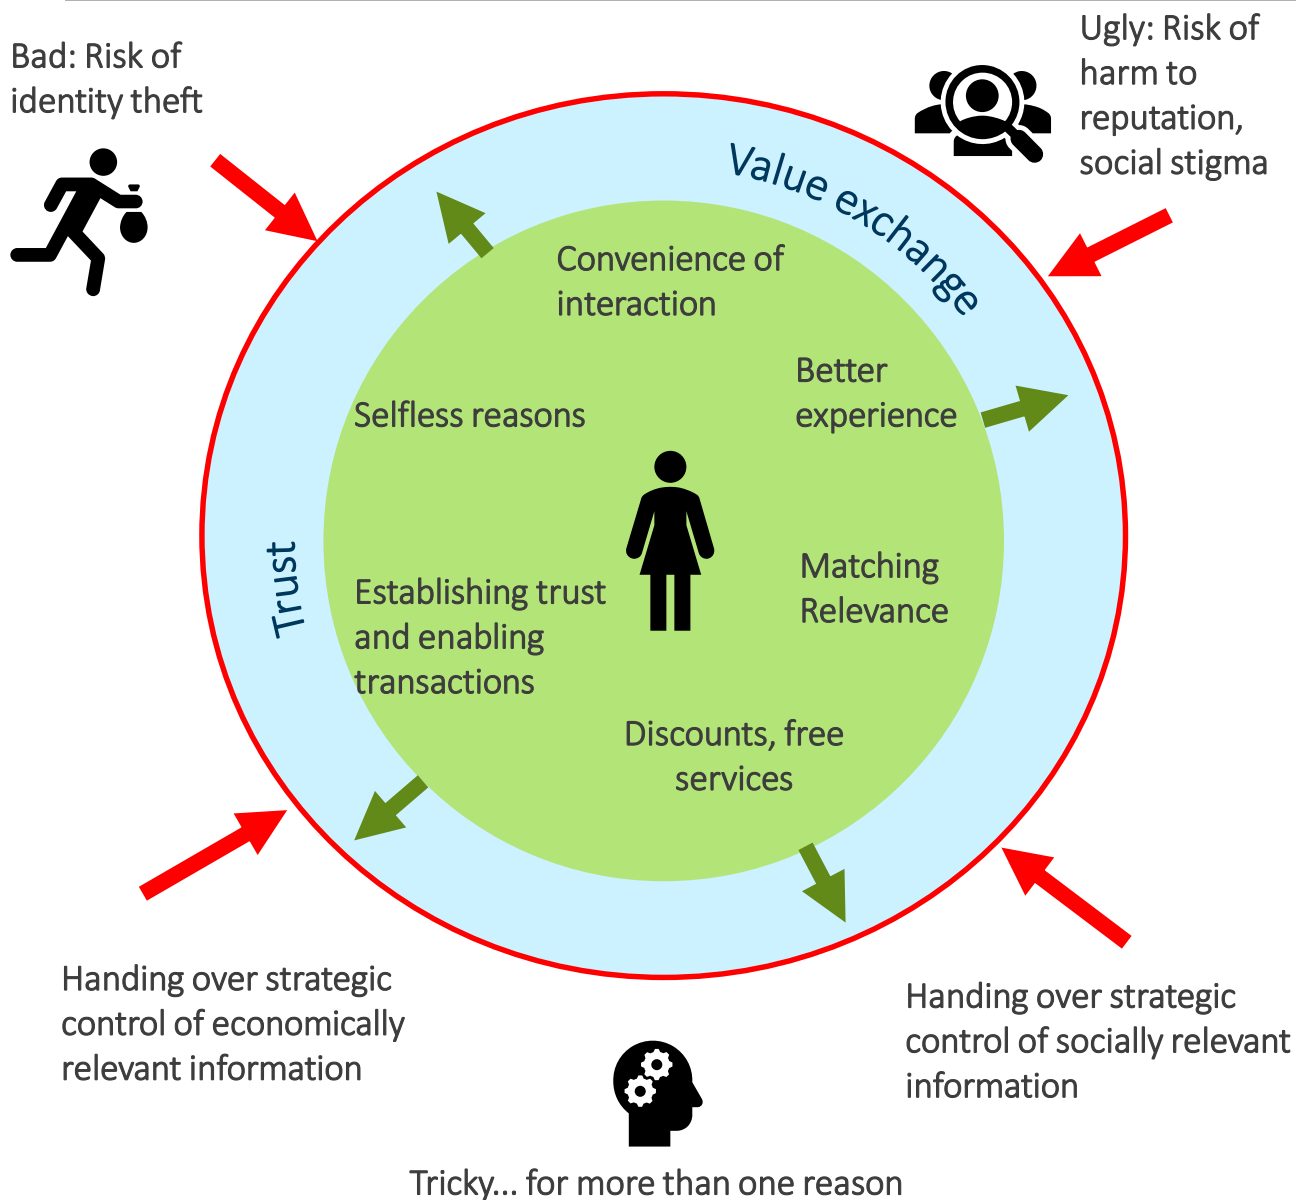 Bad: Risk of
identity theft
Ugly: Risk of
harm to
reputation,
social stigma
Value exchange
Convenience of
interaction
Better
experience
Selfless reasons
Trust
Matching
Relevance
Establishing trust
and enabling
transactions
Discounts, free
services
Handing over strategic
control of economically
relevant information
Handing over strategic
control of socially relevant
information
Tricky... for more than one reason